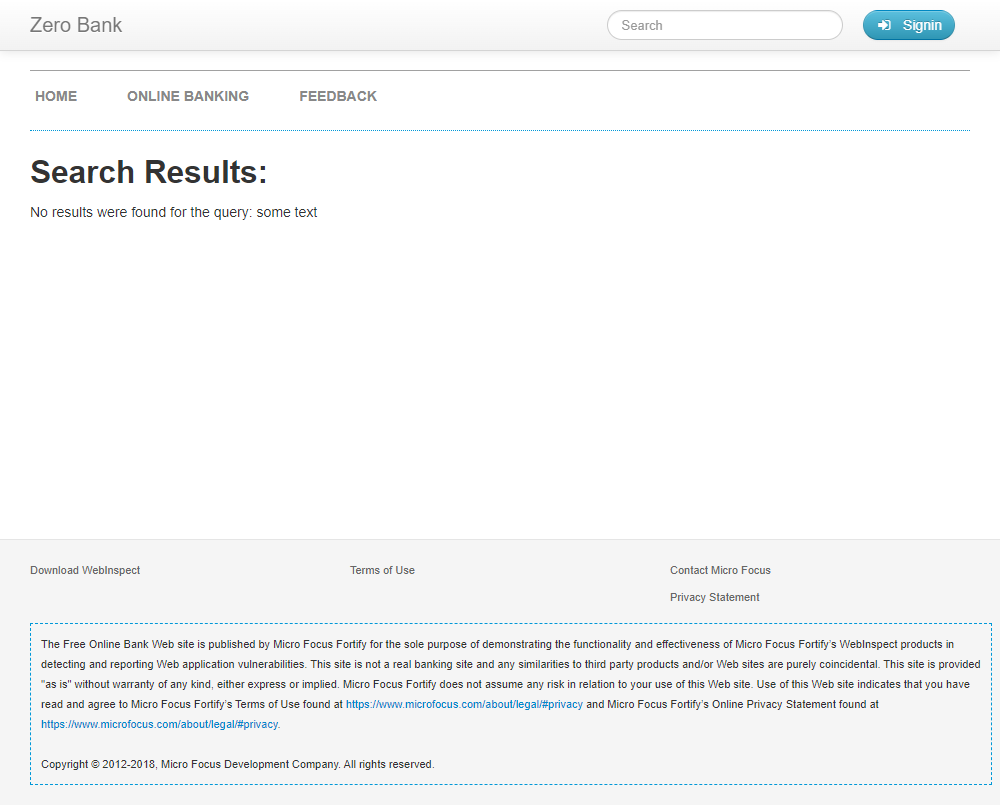 Zero Bank
Search
Signin
HOME
ONLINE BANKING
FEEDBACK
Search Results:
No results were found for the query: some text
Download WebInspect
Terms of Use
Contact Micro Focus
Privacy Statement
The Free Online Bank Web site is published by Micro Focus Fortify for the sole purpose of demonstrating the functionality and effectiveness of Micro Focus Fortify’s WebInspect products in
detecting and reporting Web application vulnerabilities. This site is not a real banking site and any similarities to third party products and/or Web sites are purely coincidental. This site is provided
"as is" without warranty of any kind, either express or implied. Micro Focus Fortify does not assume any risk in relation to your use of this Web site. Use of this Web site indicates that you have
read and agree to Micro Focus Fortify’s Terms of Use found at https://www.microfocus.com/about/legal/#privacy and Micro Focus Fortify’s Online Privacy Statement found at
https://www.microfocus.com/about/legal/#privacy.
Copyright © 2012-2018, Micro Focus Development Company. All rights reserved.